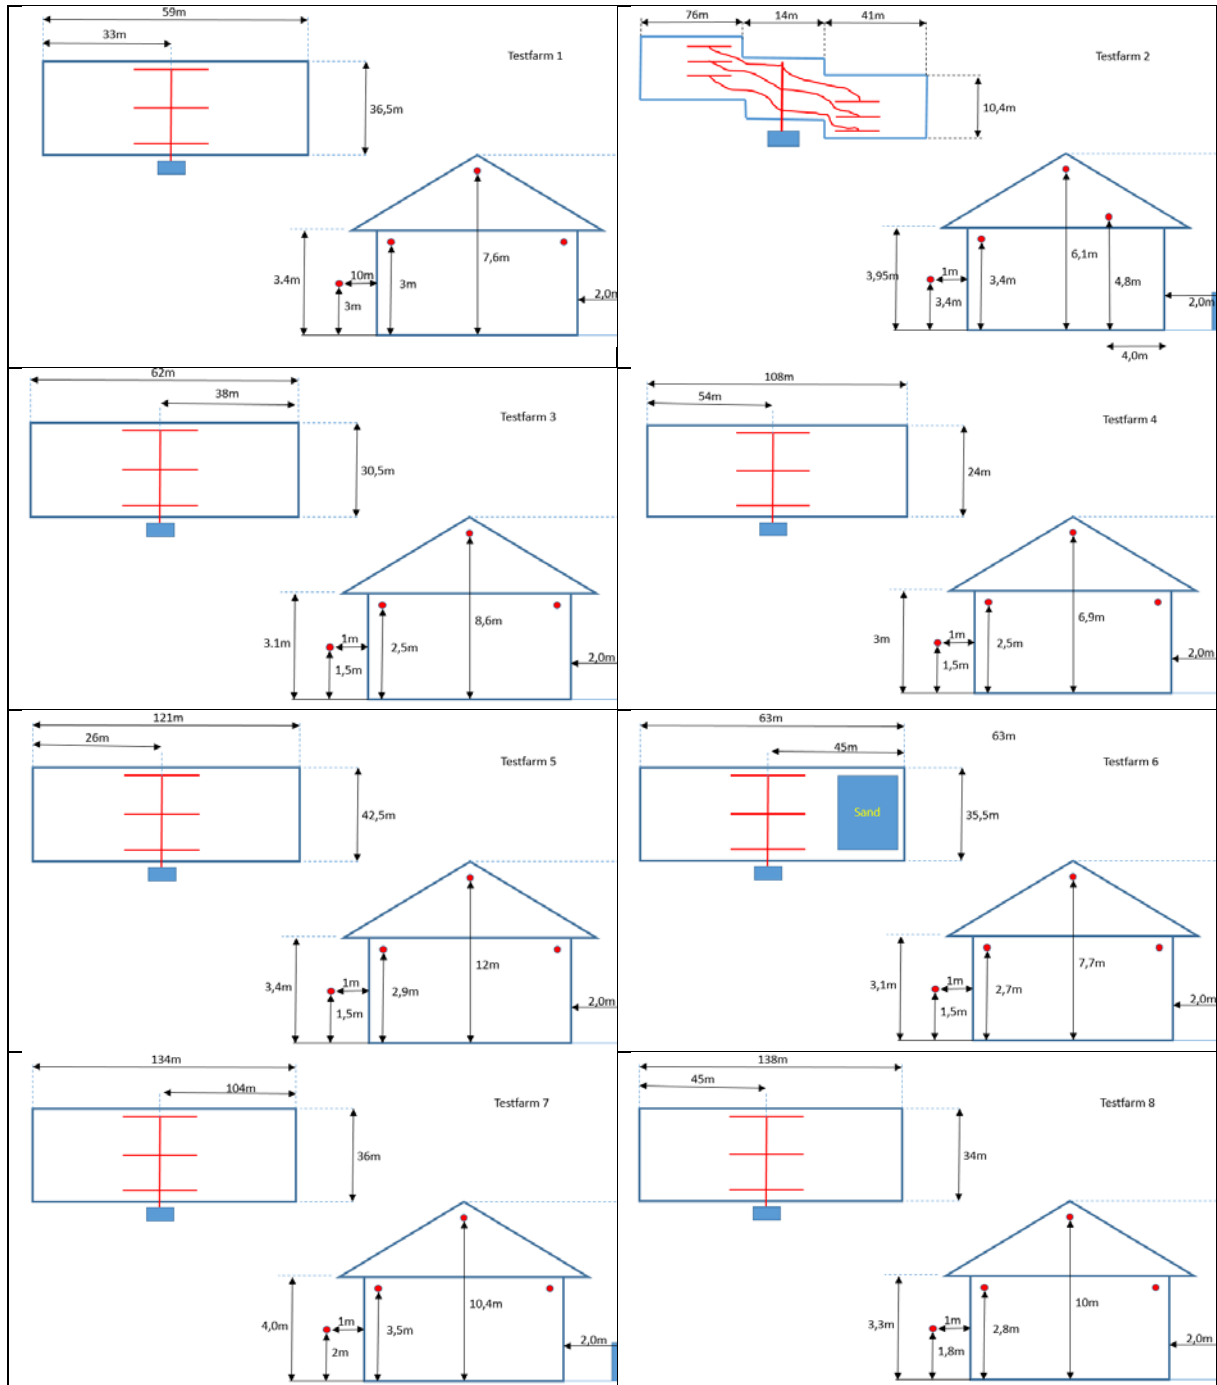 59m
33m
Testfarm 1
36,5m
7,6m
3.4m
10m
3m
3m
2,0m
76m
14m
41m
Testfarm 2
10,4m
6,1m
3,95m
1m
3,4m
4,8m
3,4m
2,0m
4,0m
62m
38m
Testfarm 3
30,5m
8,6m
3.1m
1m
2,5m
1,5m
2,0m
108m
54m
Testfarm 4
24m
6,9m
3m
1m
2,5m
1,5m
2,0m
121m
26m
Testfarm 5
42,5m
12m
3,4m
1m
2,9m
1,5m
2,0m
63m
63m
45m
Testfarm 6
Sand
35,5m
7,7m
3,1m
1m
2,7m
1,5m
2,0m
134m
104m
Testfarm 7
36m
10,4m
4,0m
1m
3,5m
2m
2,0m
138m
45m
Testfarm 8
34m
10m
3,3m
1m
2,8m
1,8m
2,0m